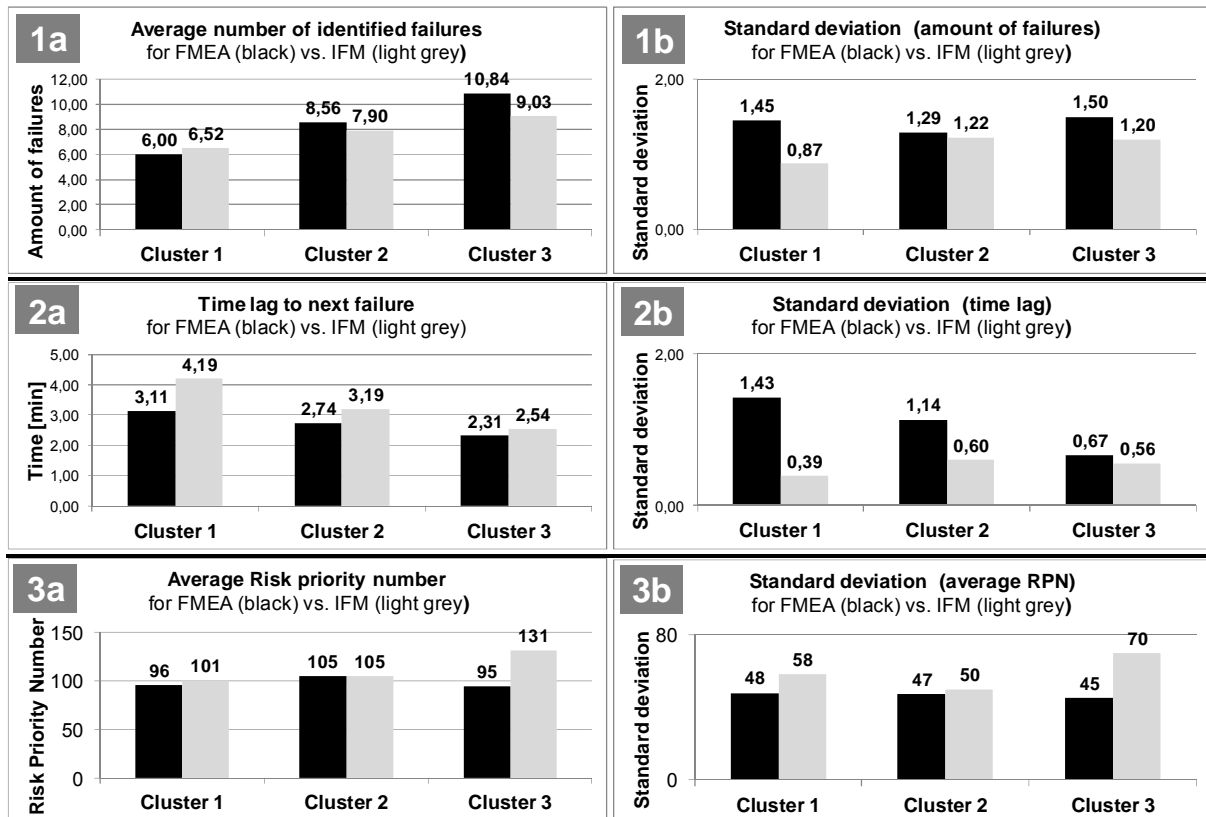 1a
Average number of identified failures
for FMEA (black) vs. IFM (light grey)
Amount of failures
12,00
10,00
8,00
6,00
4,00
2,00
0,00
6,00
6,52
8,56
7,90
10,84
9,03
Cluster 1
Cluster 2
Cluster 3
1b
Standard deviation (amount of failures)
for FMEA (black) vs. IFM (light grey)
Standard deviation
2,00
0,00
1,45
0,87
1,29
1,22
1,50
1,20
Cluster 1
Cluster 2
Cluster 3
2a
Time lag to next failure
for FMEA (black) vs. IFM (light grey)
Time [min]
5,00
4,00
3,00
2,00
1,00
0,00
3,11
4,19
2,74
3,19
2,31
2,54
Cluster 1
Cluster 2
Cluster 3
2b
Standard deviation (time lag)
for FMEA (black) vs. IFM (light grey)
Standard deviation
2,00
0,00
1,43
0,39
1,14
0,60
0,67
0,56
Cluster 1
Cluster 2
Cluster 3
3a
Average Risk priority number
for FMEA (black) vs. IFM (light grey)
Risk Priority Number
150
100
50
0
96
101
105
105
95
131
Cluster 1
Cluster 2
Cluster 3
3b
Standard deviation (average RPN)
for FMEA (black) vs. IFM (light grey)
Standard deviation
80
0
48
58
47
50
45
70
Cluster 1
Cluster 2
Cluster 3